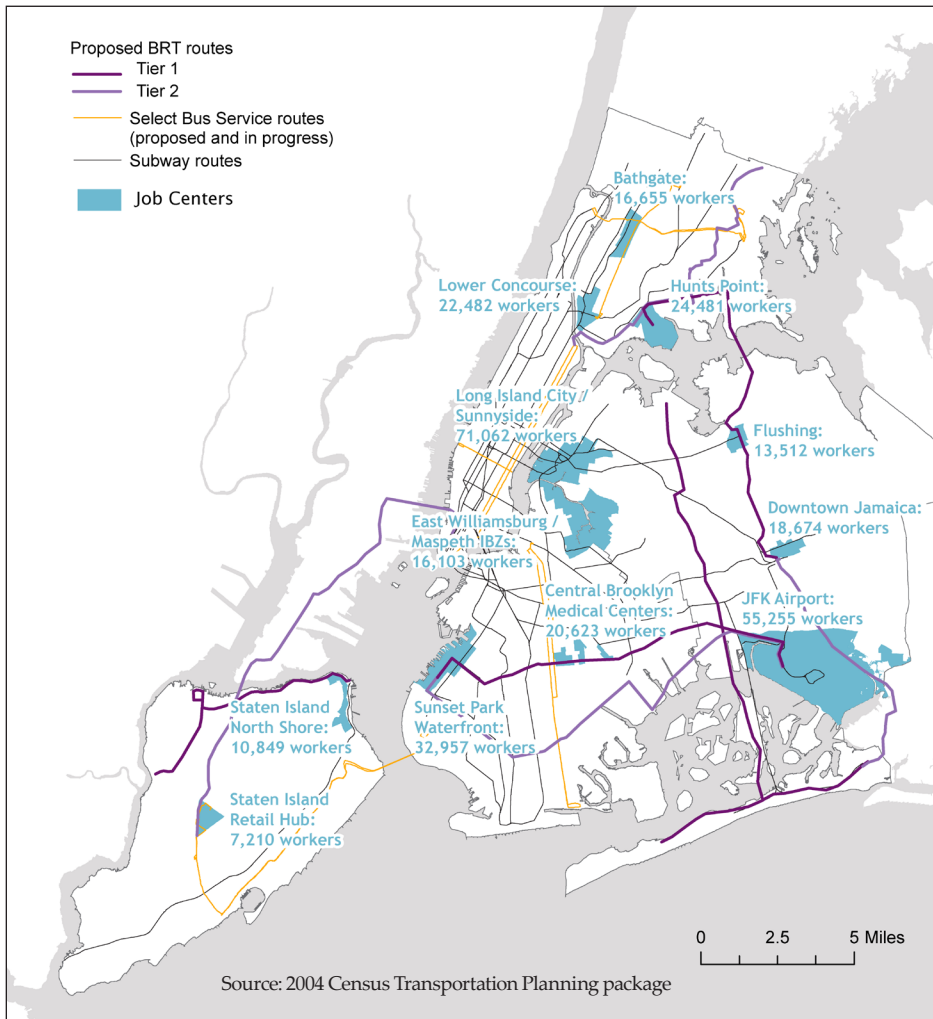 Proposed BRT routes
Tier 1
Tier 2
Select Bus Service routes
(proposed and in progress)
Subway routes
Job Centers
Bathgate:
16,655 workers
Lower Concourse:
22,482 workers
Hunts Point:
24,481 workers
Long Island City /
Sunnyside:
71,062 workers
Flushing:
13,512 workers
Downtown Jamaica:
18,674 workers
East Williamsburg /
Maspeth IBZs:
16,103 workers
Central Brooklyn
Medical Centers:
20,623 workers
JFK Airport:
55,255 workers
Staten Island
North Shore:
10,849 workers
Sunset Park
Waterfront:
32,957 workers
Staten Island
Retail Hub:
7,210 workers
0 2.5 5 Miles
Source: 2004 Census Transportation Planning package